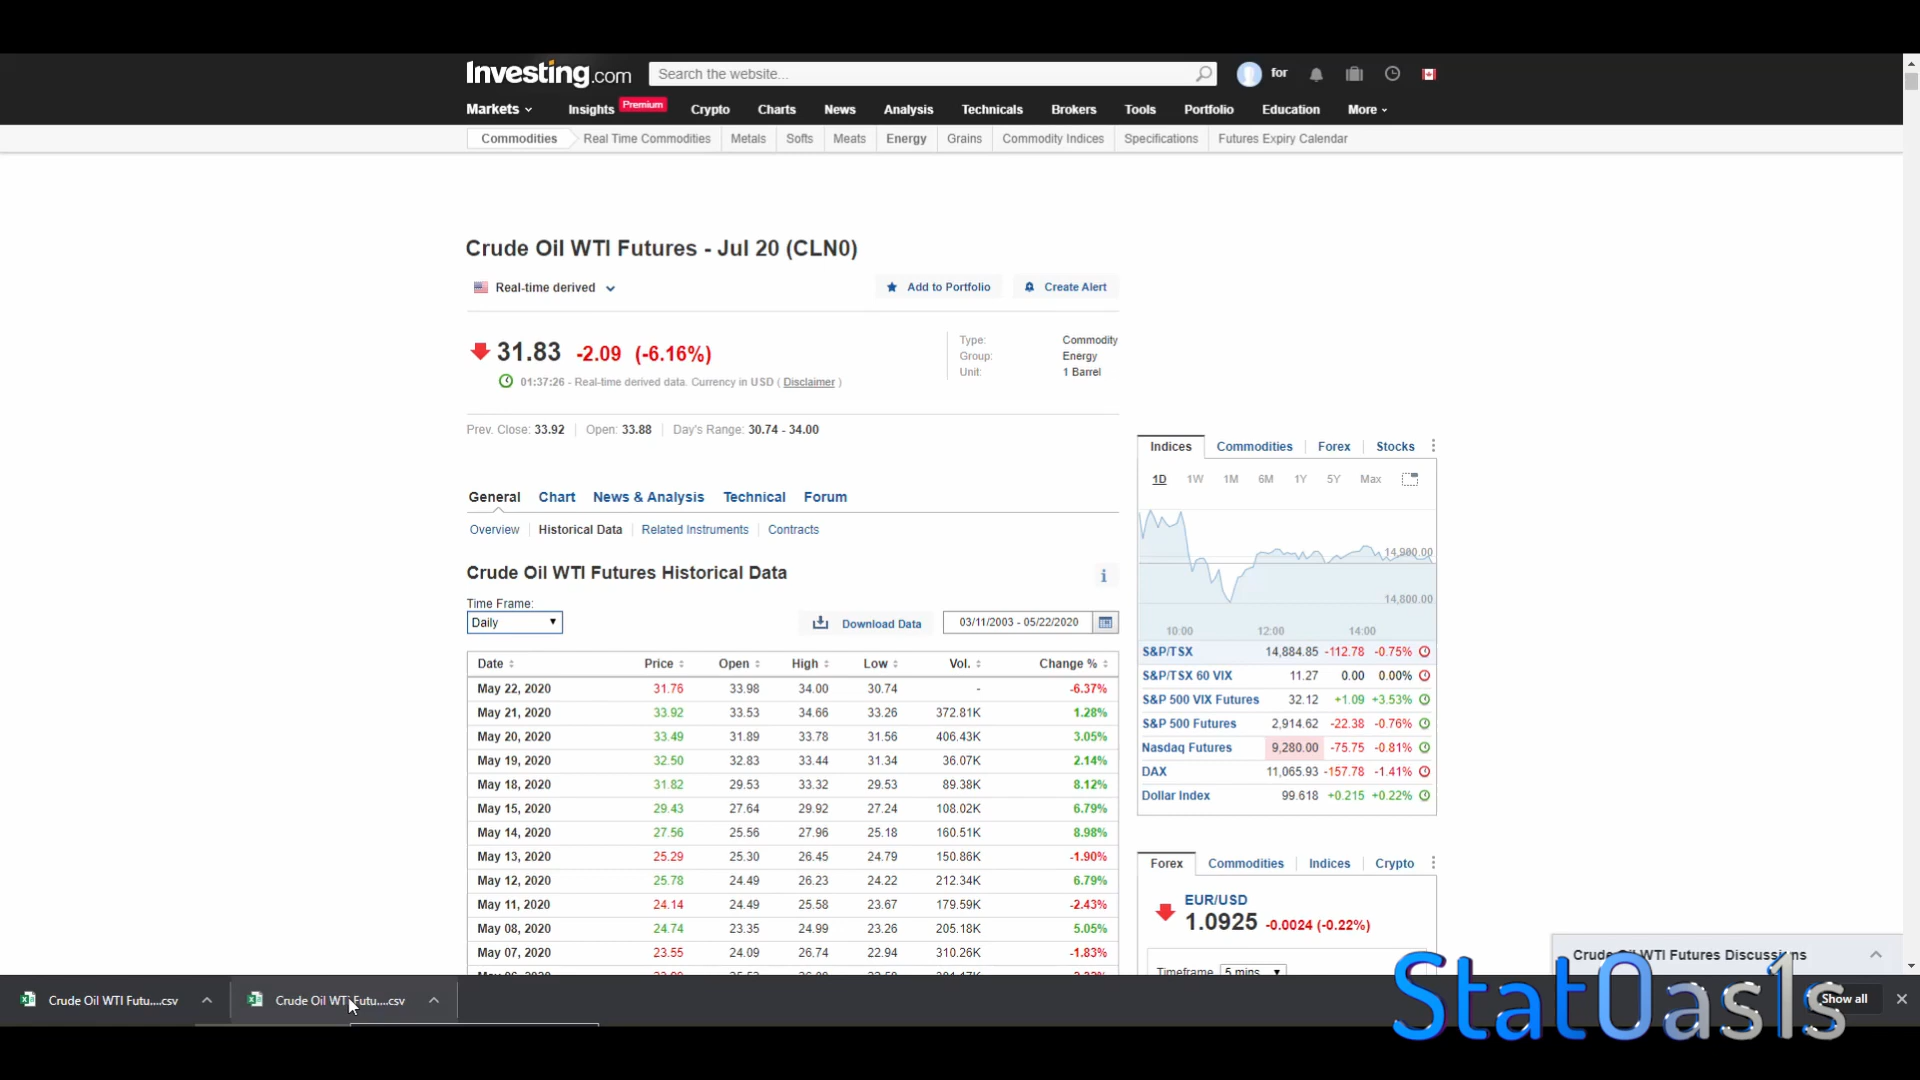 Investing.com
Search the website...
for
Markets
Insights
Premium
Crypto
Charts
News
Analysis
Technicals
Brokers
Tools
Portfolio
Education
More
Commodities
Real Time Commodities
Metals
Softs
Meats
Energy
Grains
Commodity Indices
Specifications
Futures Expiry Calendar
Crude Oil WTI Futures - Jul 20 (CLN0)
Real-time derived
Add to Portfolio
Create Alert
31.83 -2.09 (-6.16%)
01:37:26 - Real-time derived data. Currency in USD ( Disclaimer )
Type: Commodity
Group: Energy
Unit: 1 Barrel
Prev. Close: 33.92 Open: 33.88 Day's Range: 30.74 - 34.00
General Chart News & Analysis Technical Forum
Overview Historical Data Related Instruments Contracts
Crude Oil WTI Futures Historical Data
Time Frame:
Daily
Download Data
03/11/2003 - 05/22/2020
Date Price Open High Low Vol. Change %
May 22, 2020 31.76 33.98 34.00 30.74 - -6.37%
May 21, 2020 33.92 33.53 34.66 33.26 372.81K 1.28%
May 20, 2020 33.49 31.89 33.78 31.56 406.43K 3.05%
May 19, 2020 32.50 32.83 33.44 31.34 36.07K 2.14%
May 18, 2020 31.82 29.53 33.32 29.53 89.38K 8.12%
May 15, 2020 29.43 27.64 29.92 27.24 108.02K 6.79%
May 14, 2020 27.56 25.56 27.96 25.18 160.51K 8.98%
May 13, 2020 25.29 25.30 26.45 24.79 150.86K -1.90%
May 12, 2020 25.78 24.49 26.23 24.22 212.34K 6.79%
May 11, 2020 24.14 24.49 25.58 23.67 179.59K -2.43%
May 08, 2020 24.74 23.35 24.99 23.26 205.18K 5.05%
May 07, 2020 23.55 24.09 26.74 22.94 310.26K -1.83%
Indices Commodities Forex Stocks
1D 1W 1M 6M 1Y 5Y Max
14,900.00
14,800.00
10:00 12:00 14:00
S&P/TSX 14,884.85 -112.78 -0.75%
S&P/TSX 60 VIX 11.27 0.00 0.00%
S&P 500 VIX Futures 32.12 +1.09 +3.53%
S&P 500 Futures 2,914.62 -22.38 -0.76%
Nasdaq Futures 9,280.00 -75.75 -0.81%
DAX 11,065.93 -157.78 -1.41%
Dollar Index 99.618 +0.215 +0.22%
Forex Commodities Indices Crypto
EUR/USD
1.0925 -0.0024 (-0.22%)
Timeframe 5 mins
Crude Oil WTI Futures Discussions
Crude Oil WTI Futu....csv
Crude Oil WTI Futu....csv
Show all
StatOas1s